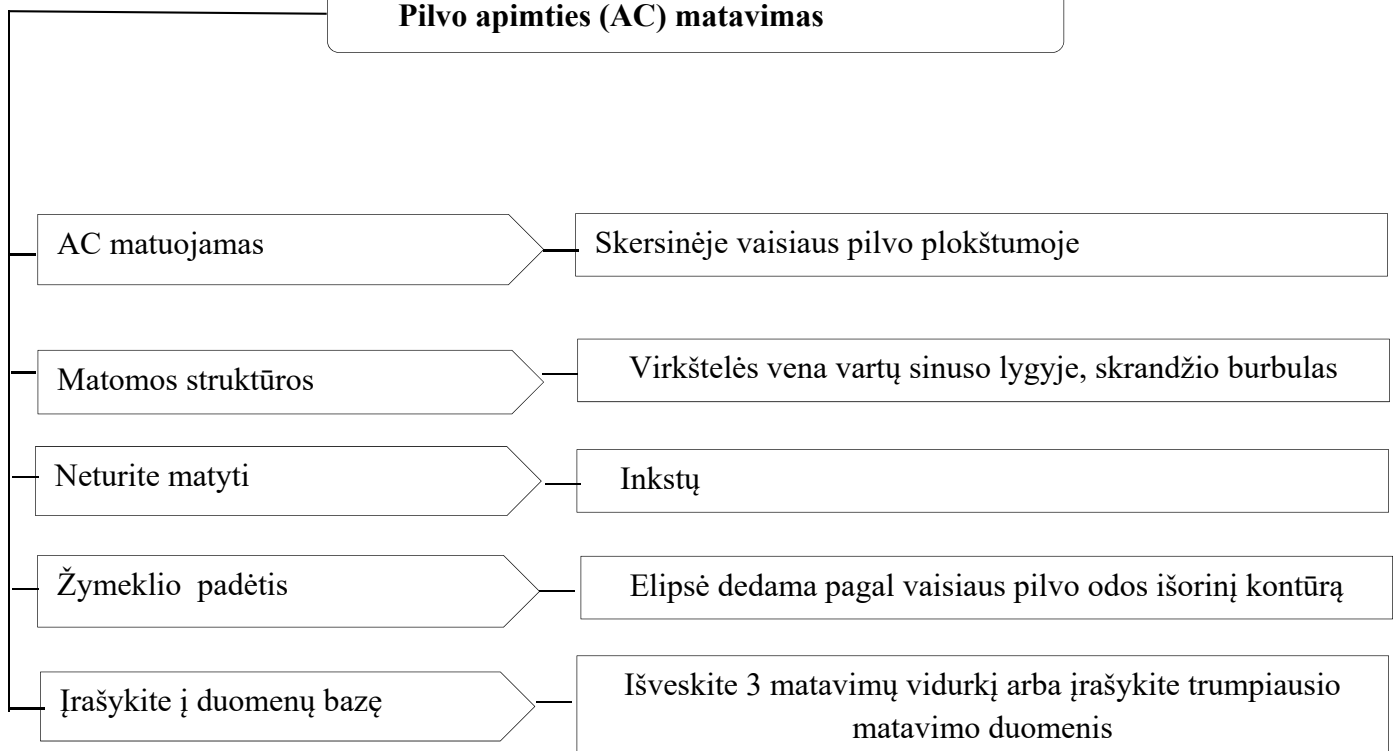 Pilvo apimties (AC) matavimas
AC matuojamas
Skersinėje vaisiaus pilvo plokštumoje
Matomos struktūros
Virkštelės vena vartų sinuso lygyje, skrandžio burbulas
Neturite matyti
Inkstų
Žymeklio padėtis
Elipsė dedama pagal vaisiaus pilvo odos išorinį kontūrą
Įrašykite į duomenų bazę
Išveskite 3 matavimų vidurkį arba įrašykite trumpiausio
matavimo duomenis